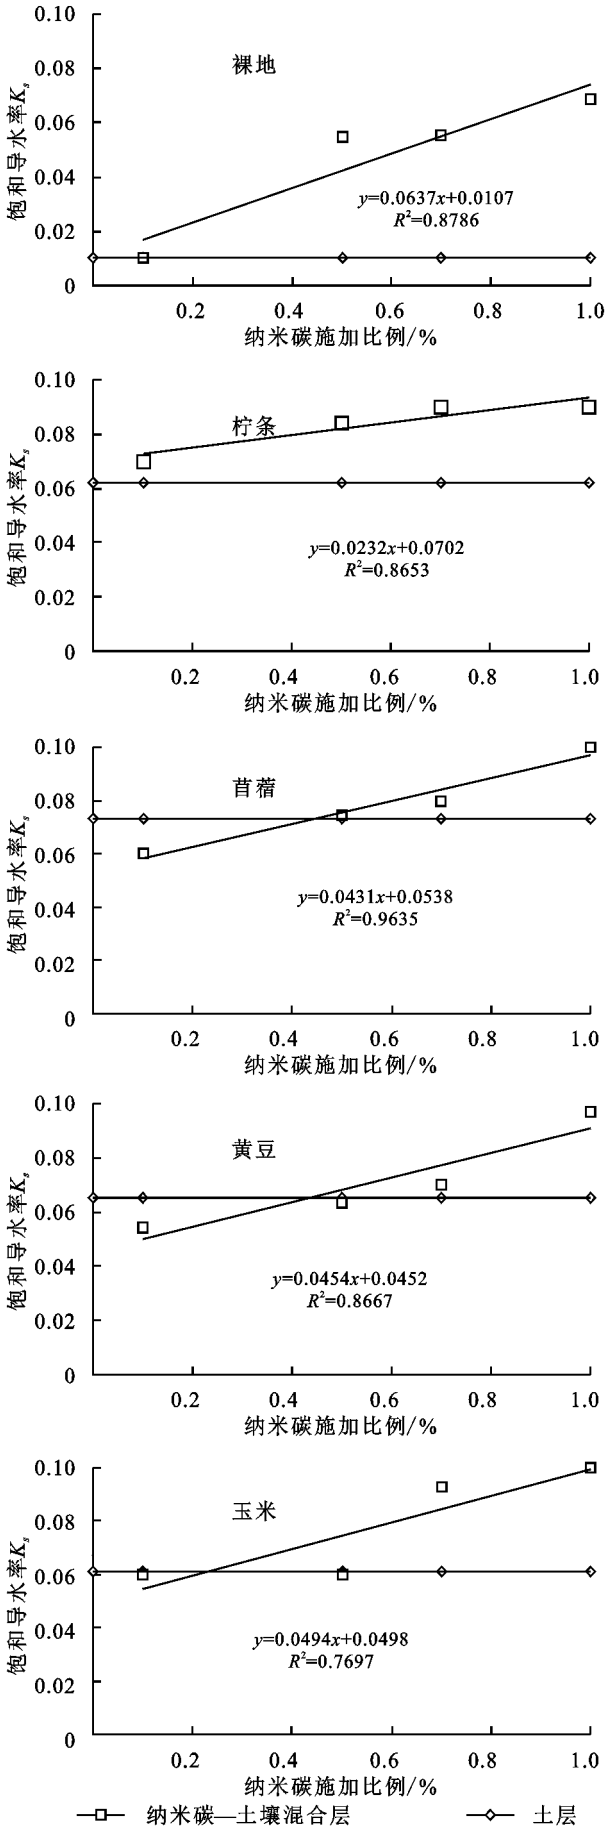 0.10
裸地
0.08
0.06
0.04
y=0.0637x+0.0107
R²=0.8786
0.02
0
0.2 0.4 0.6 0.8 1.0
饱和导水率Ks
纳米碳施加比例/%
0.10
0.08
柠条
0.06
0.04
y=0.0232x+0.0702
R²=0.8653
0.02
0
0.2 0.4 0.6 0.8 1.0
饱和导水率Ks
纳米碳施加比例/%
0.10
苜蓿
0.08
0.06
0.04
y=0.0431x+0.0538
R²=0.9635
0.02
0
0.2 0.4 0.6 0.8 1.0
饱和导水率Ks
纳米碳施加比例/%
0.10
黄豆
0.08
0.06
0.04
y=0.0454x+0.0452
R²=0.8667
0.02
0
0.2 0.4 0.6 0.8 1.0
饱和导水率Ks
纳米碳施加比例/%
0.10
玉米
0.08
0.06
0.04
y=0.0494x+0.0498
R²=0.7697
0.02
0
0.2 0.4 0.6 0.8 1.0
饱和导水率Ks
纳米碳施加比例/%
纳米碳—土壤混合层 土层